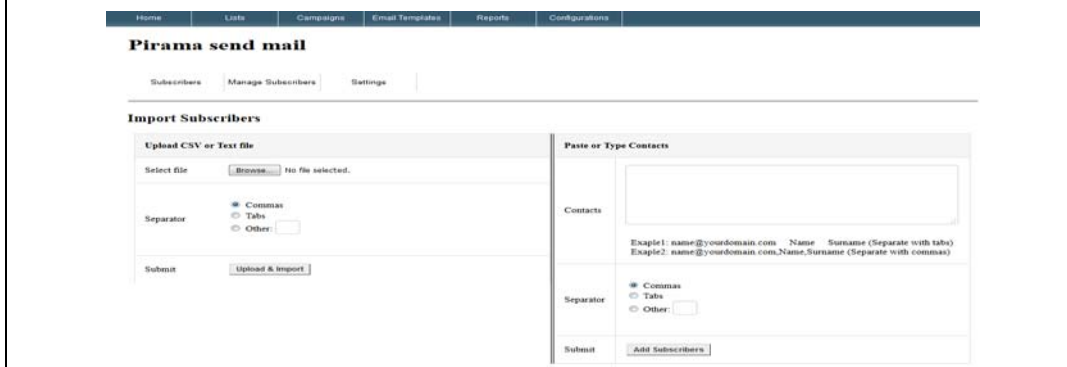 Home Lists Campaigns Email Templates Reports Configurations
Pirama send mail
Subscribers Manage Subscribers Settings
Import Subscribers
Upload CSV or Text file
Select file Browse... No file selected.
Separator
Commas
Tabs
Other:
Submit Upload & Import
Paste or Type Contacts
Contacts
Exaple1: name@yourdomain.com Name Surname (Separate with tabs)
Exaple2: name@yourdomain.com,Name,Surname (Separate with commas)
Separator
Commas
Tabs
Other:
Submit Add Subscribers